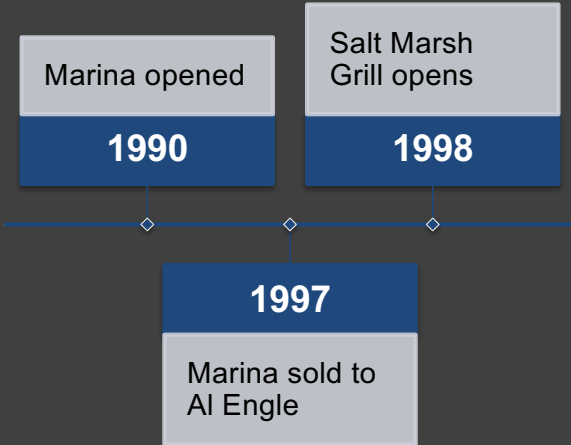 Marina opened
1990
Salt Marsh
Grill opens
1998
1997
Marina sold to
Al Engle